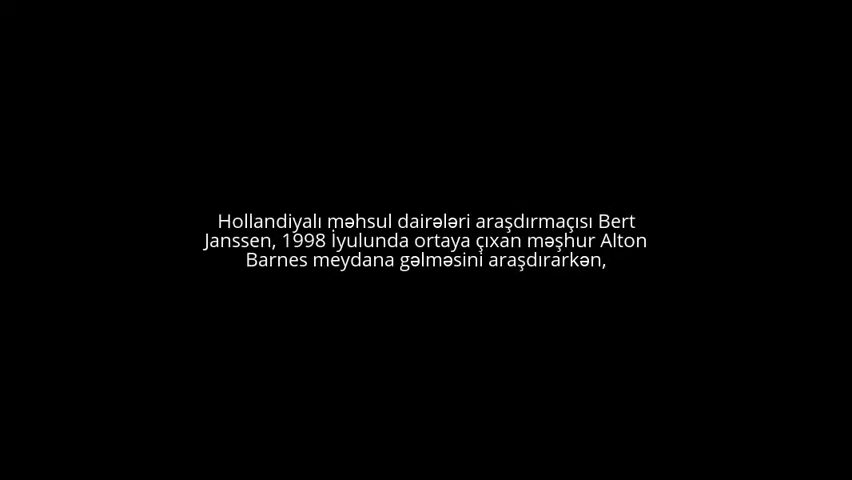 Hollandiyalı məhsul dairələri araşdırmaçısı Bert
Janssen, 1998 İyulunda ortaya çıxan məşhur Alton
Barnes meydana gəlməsini araşdırarkən,